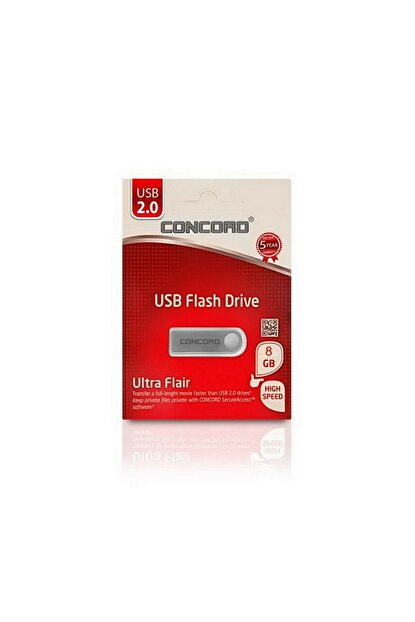 USB
2.0
CONCORD®
5 YEAR
USB Flash Drive
CONCORD
8
GB
Ultra Flair
HIGH
SPEED
Transfer a full-lenght movie faster than USB 2.0 drives'
Keep private files private with CONCORD SecureAccess™
software'